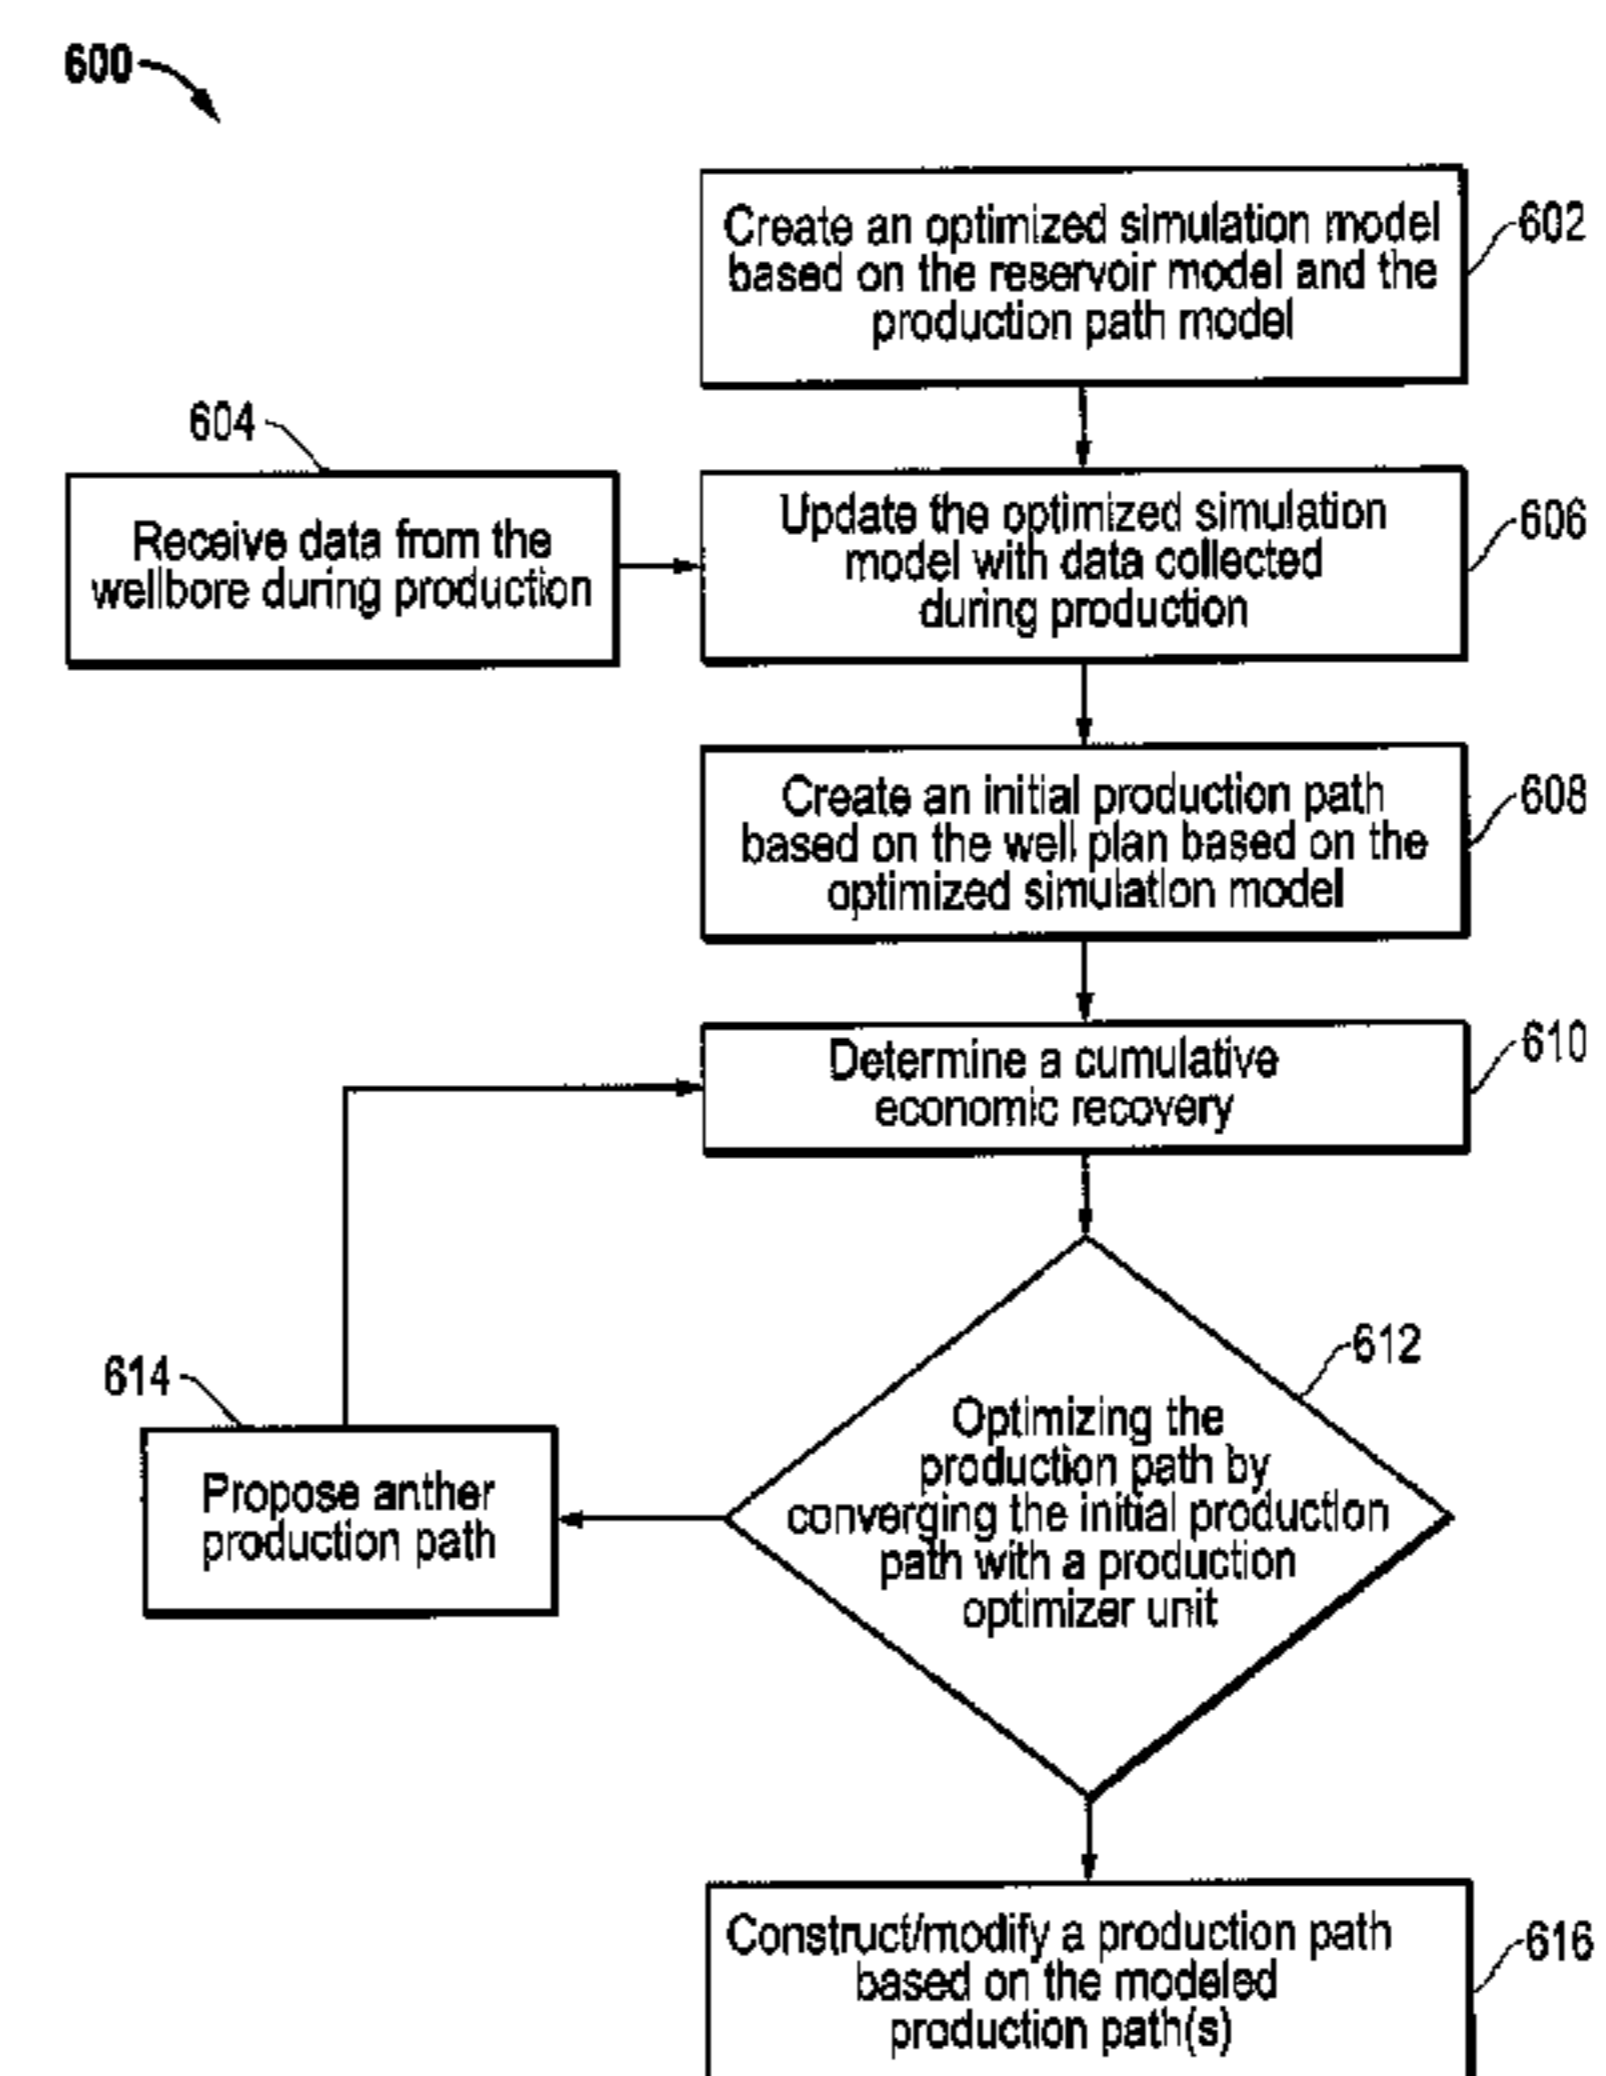 600
Create an optimized simulation model
based on the reservoir model and the
production path model
602
604
Receive data from the
wellbore during production
Update the optimized simulation
model with data collected
during production
606
Create an initial production path
based on the well plan based on the
optimized simulation model
608
Determine a cumulative
economic recovery
610
612
Optimizing the
production path by
converging the initial production
path with a production
optimizer unit
614
Propose anther
production path
Construct/modify a production path
based on the modeled
production path(s)
616